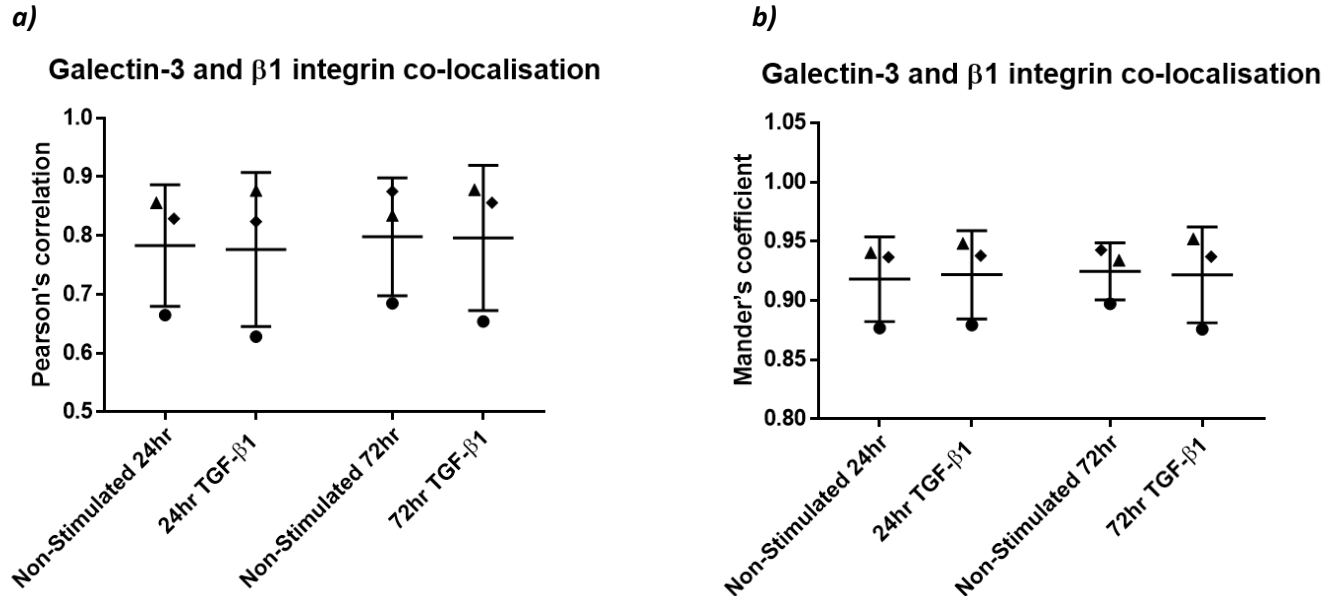 a)
Galectin-3 and β1 integrin co-localisation
Pearson's correlation
1.0
0.9
0.8
0.7
0.6
0.5
Non-Stimulated 24hr
24hr TGF-β1
Non-Stimulated 72hr
72hr TGF-β1
b)
Galectin-3 and β1 integrin co-localisation
Mander's coefficient
1.05
1.00
0.95
0.90
0.85
0.80
Non-Stimulated 24hr
24hr TGF-β1
Non-Stimulated 72hr
72hr TGF-β1